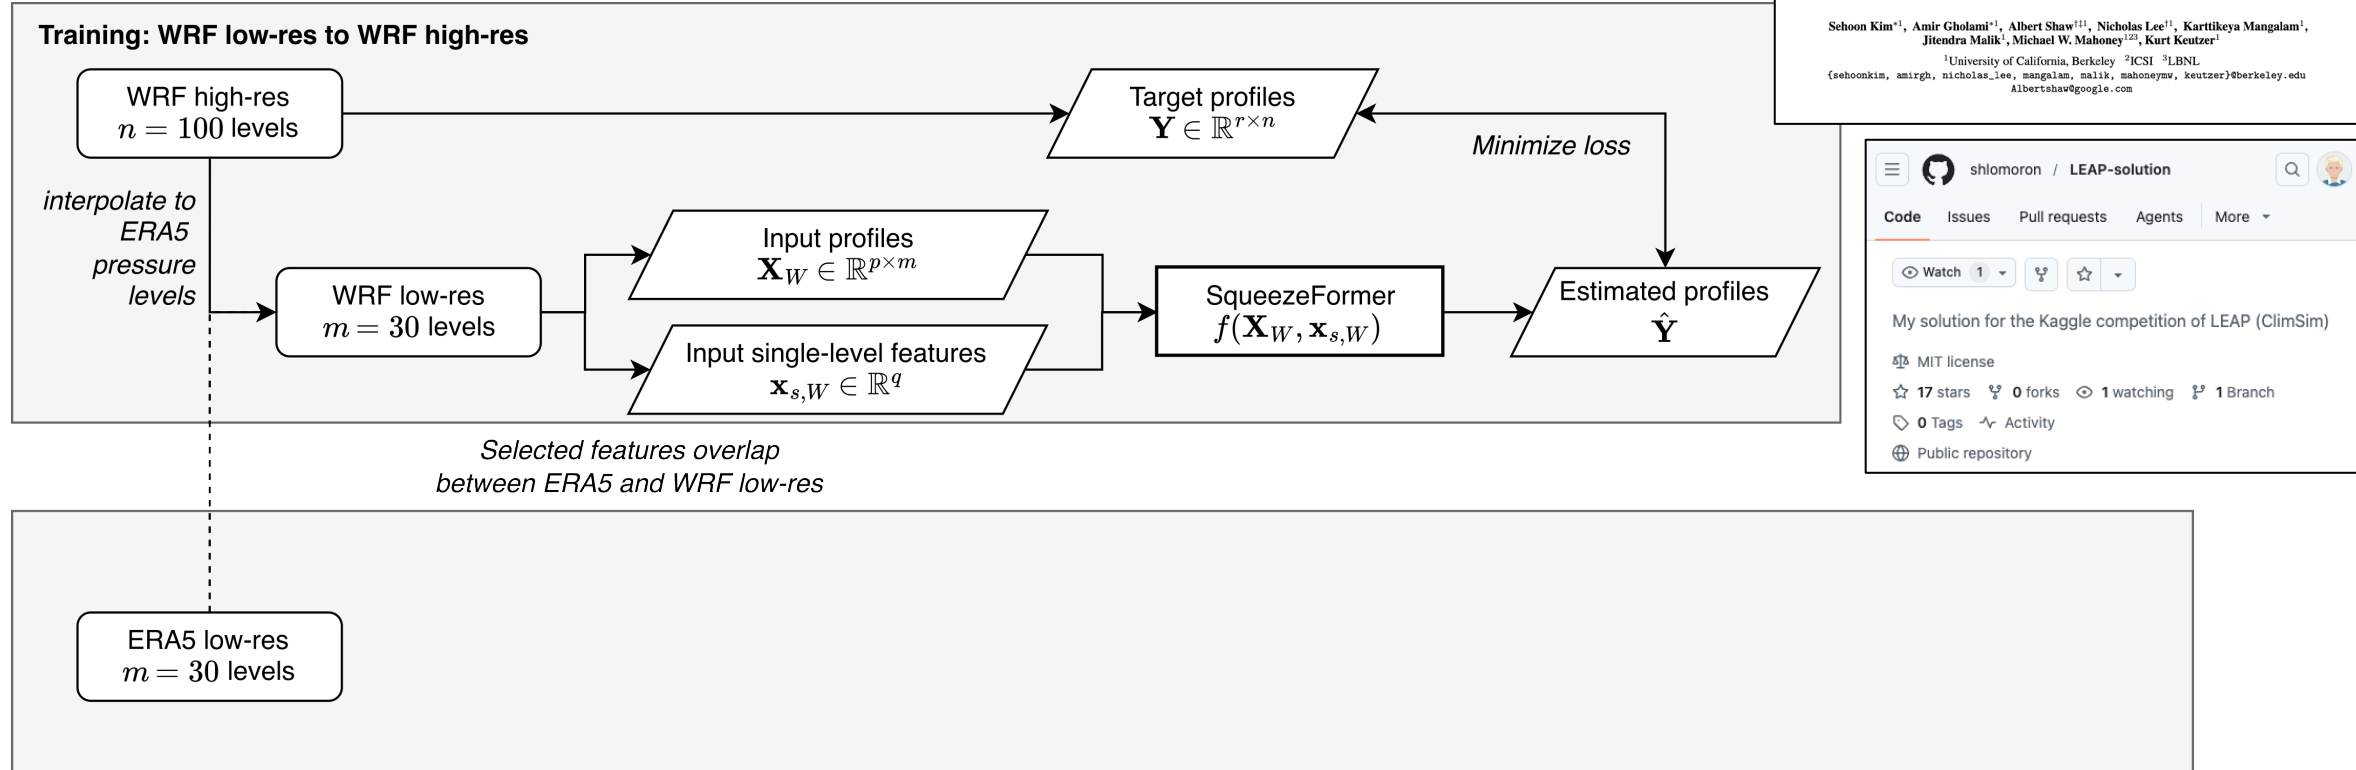 Training: WRF low-res to WRF high-res
WRF high-res
n = 100 levels
Target profiles
Y ∈ ℝ^{r×n}
Minimize loss
interpolate to
ERA5
pressure
levels
WRF low-res
m = 30 levels
Input profiles
X_W ∈ ℝ^{p×m}
Input single-level features
x_{s,W} ∈ ℝ^q
SqueezeFormer
f(X_W, x_{s,W})
Estimated profiles
Ŷ
Selected features overlap
between ERA5 and WRF low-res
ERA5 low-res
m = 30 levels
Sehoon Kim*1, Amir Gholami*1, Albert Shaw†‡1, Nicholas Lee†1, Karttikeya Mangalam1,
Jitendra Malik1, Michael W. Mahoney123, Kurt Keutzer1
1University of California, Berkeley 2ICSI 3LBNL
{sehoonkim, amirgh, nicholas_lee, mangalam, malik, mahoneymw, keutzer}@berkeley.edu
Albertshaw@google.com
shlomoron / LEAP-solution
Code Issues Pull requests Agents More
Watch 1
My solution for the Kaggle competition of LEAP (ClimSim)
MIT license
17 stars 0 forks 1 watching 1 Branch
0 Tags Activity
Public repository